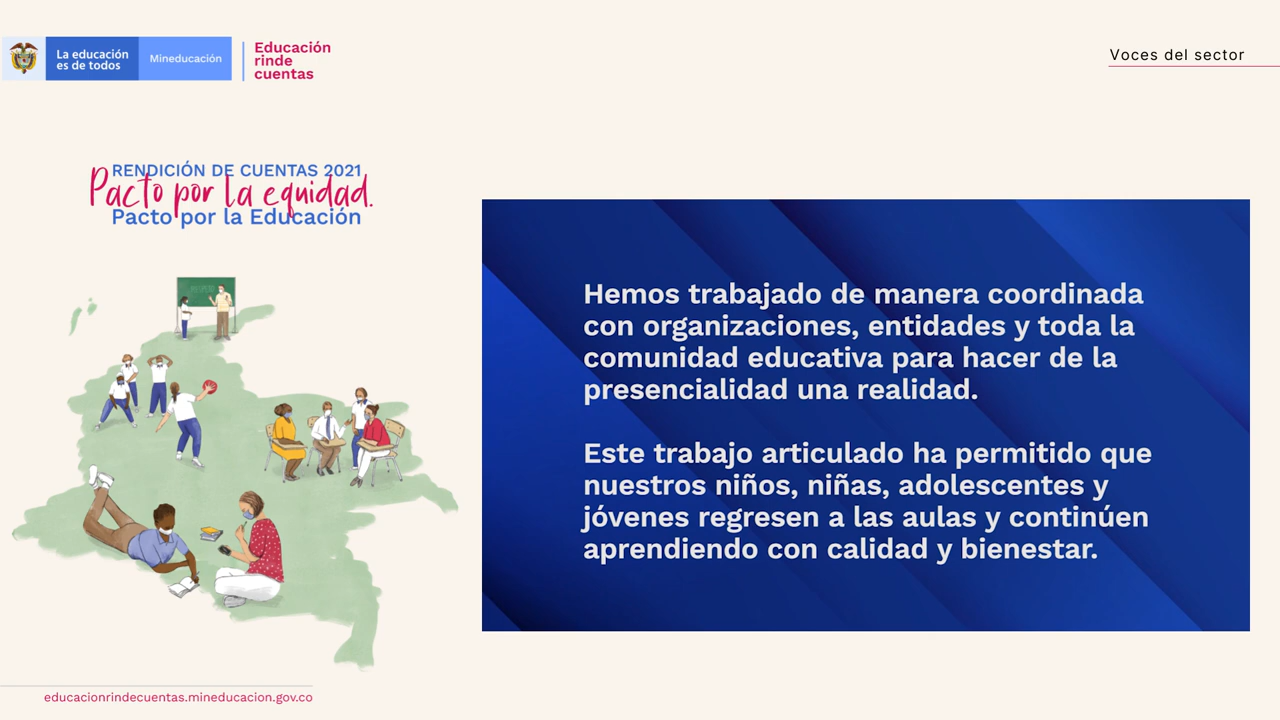 La educación
es de todos
Mineducación
Educación
rinde
cuentas
Voces del sector
RENDICIÓN DE CUENTAS 2021
Pacto por la equidad.
Pacto por la Educación
Hemos trabajado de manera coordinada
con organizaciones, entidades y toda la
comunidad educativa para hacer de la
presencialidad una realidad.
Este trabajo articulado ha permitido que
nuestros niños, niñas, adolescentes y
jóvenes regresen a las aulas y continúen
aprendiendo con calidad y bienestar.
educacionrindecuentas.mineducacion.gov.co